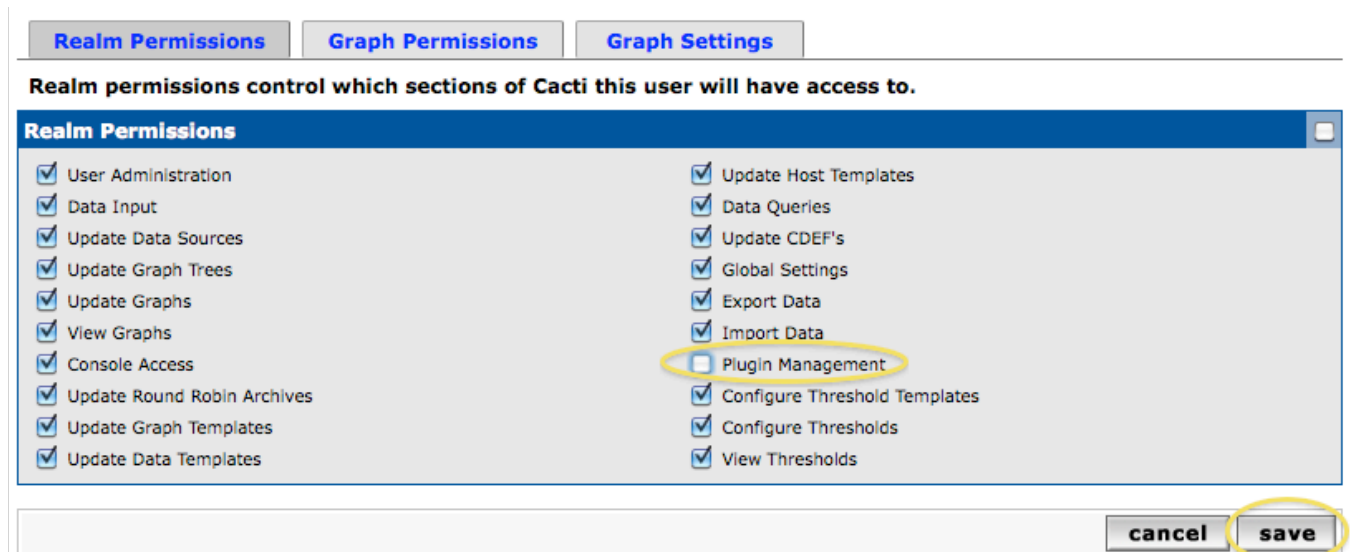 Realm Permissions
Graph Permissions
Graph Settings
Realm permissions control which sections of Cacti this user will have access to.
Realm Permissions
User Administration
Data Input
Update Data Sources
Update Graph Trees
Update Graphs
View Graphs
Console Access
Update Round Robin Archives
Update Graph Templates
Update Data Templates
Update Host Templates
Data Queries
Update CDEF's
Global Settings
Export Data
Import Data
Plugin Management
Configure Threshold Templates
Configure Thresholds
View Thresholds
cancel
save